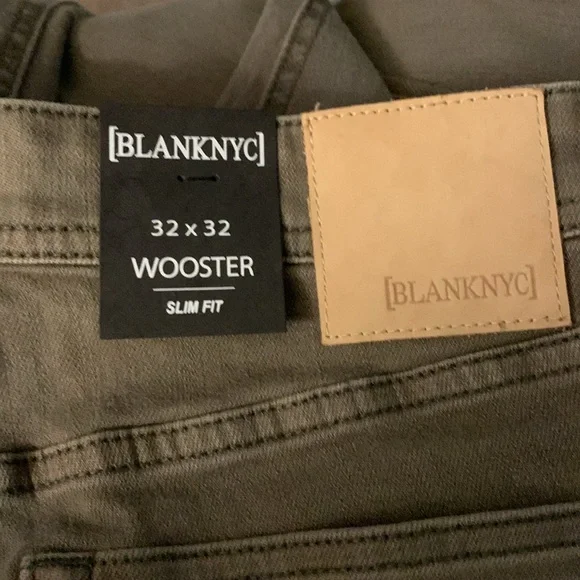 [BLANKNYC]
32 x 32
WOOSTER
SLIM FIT
[BLANKNYC]